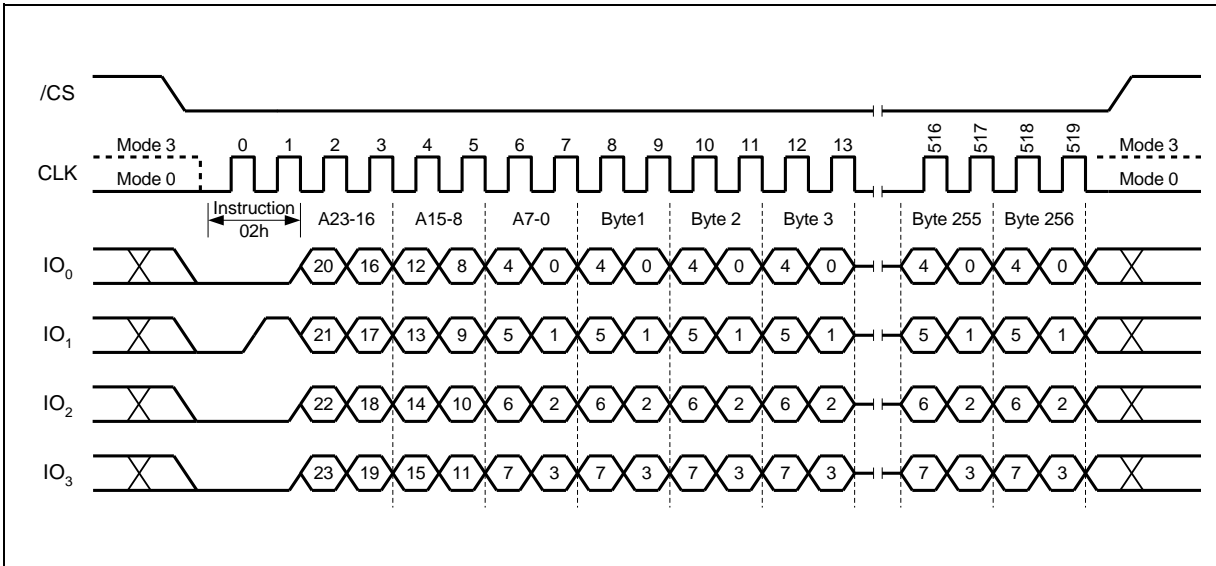 /CS
Mode 3 0 1 2 3 4 5 6 7 8 9 10 11 12 13 516 517 518 519 Mode 3
CLK
Mode 0 Mode 0
Instruction
02h
A23-16 A15-8 A7-0 Byte1 Byte 2 Byte 3 Byte 255 Byte 256
IO0 20 16 12 8 4 0 4 0 4 0 4 0 4 0 4 0
IO1 21 17 13 9 5 1 5 1 5 1 5 1 5 1 5 1
IO2 22 18 14 10 6 2 6 2 6 2 6 2 6 2 6 2
IO3 23 19 15 11 7 3 7 3 7 3 7 3 7 3 7 3